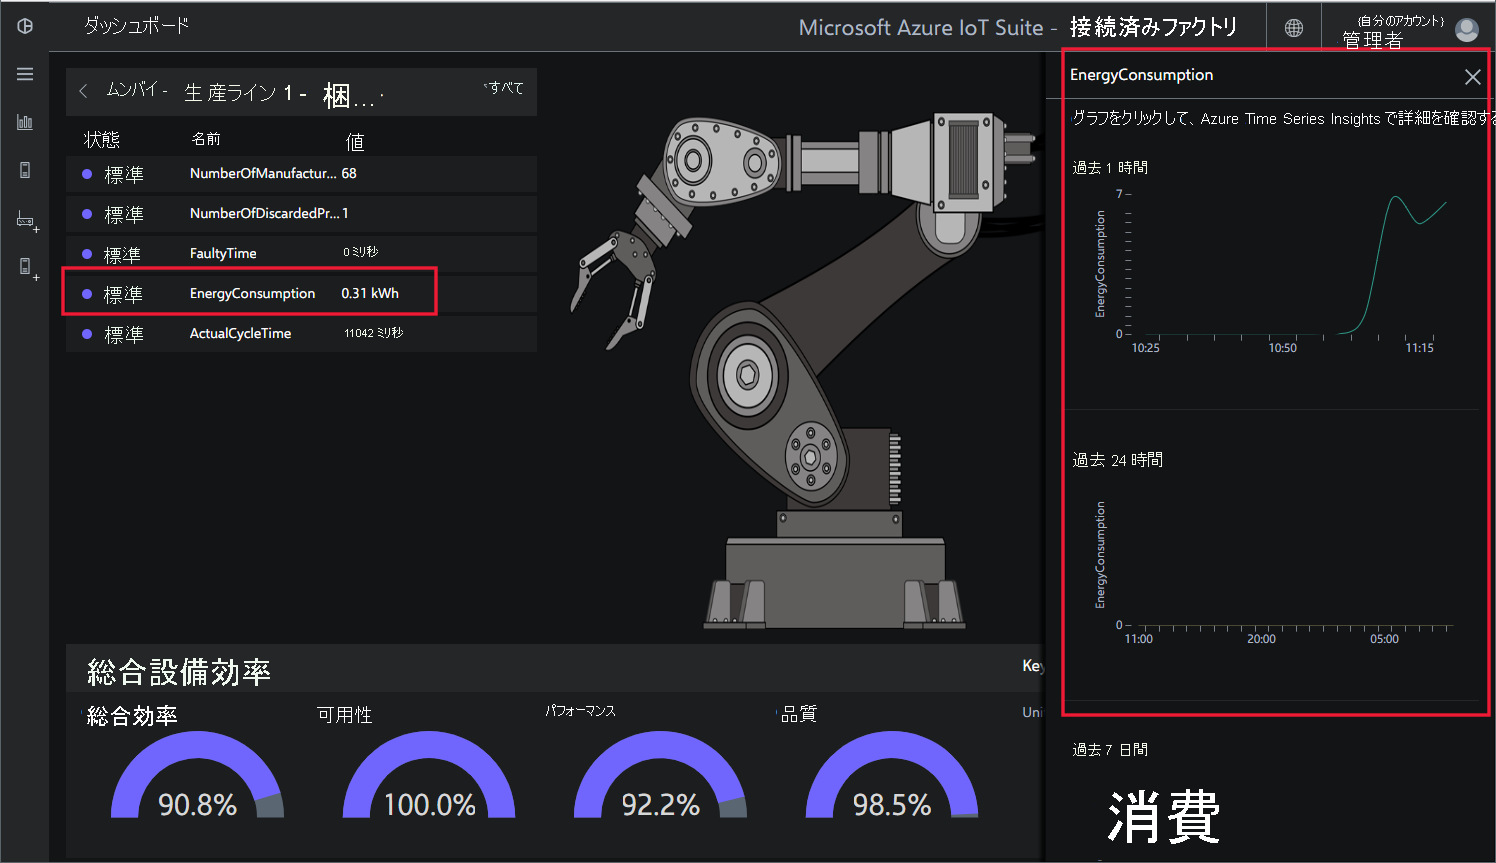 ダッシュボード
Microsoft Azure IoT Suite - 接続済みファクトリ
(自分のアカウント)
管理者
ムンバイ - 生産ライン 1 - 梱...
すべて
状態 名前 値
標準 NumberOfManufactur... 68
標準 NumberOfDiscardedPr... 1
標準 FaultyTime 0 ミリ秒
標準 EnergyConsumption 0.31 kWh
標準 ActualCycleTime 11042 ミリ秒
EnergyConsumption
グラフをクリックして、Azure Time Series Insights で詳細を確認する
過去 1 時間
7
EnergyConsumption
0
10:25 10:50 11:15
過去 24 時間
EnergyConsumption
0
11:00 20:00 05:00
過去 7 日間
消費
総合設備効率
Key
総合効率 可用性 パフォーマンス 品質
Uni
90.8% 100.0% 92.2% 98.5%